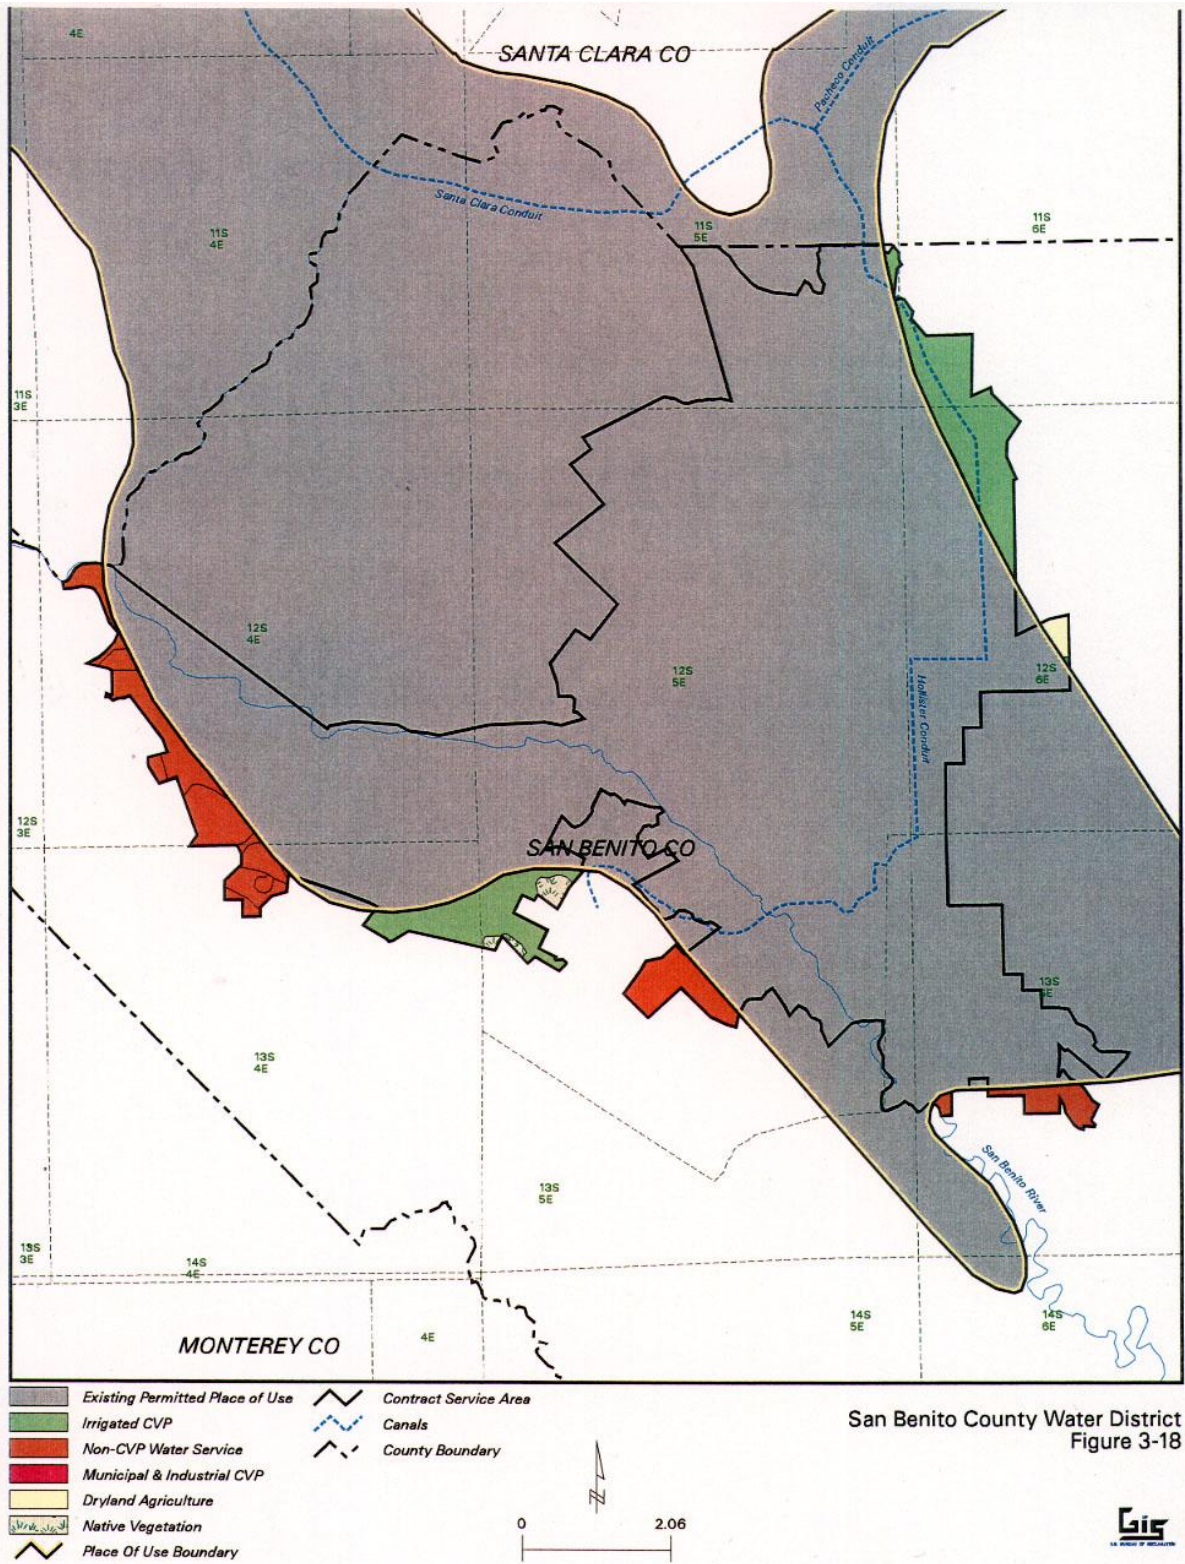 4E
SANTA CLARA CO
Pacheco Conduit
Santa Clara Conduit
11S
4E
11S
5E
11S
6E
11S
3E
12S
4E
12S
5E
12S
6E
Hollister Conduit
12S
3E
SAN BENITO CO
13S
13S
4E
13S
5E
San Benito River
13S
3E
14S
4E
14S
5E
14S
6E
MONTEREY CO
4E
Existing Permitted Place of Use
Irrigated CVP
Non-CVP Water Service
Municipal & Industrial CVP
Dryland Agriculture
Native Vegetation
Place Of Use Boundary
Contract Service Area
Canals
County Boundary
N
0 2.06
San Benito County Water District
Figure 3-18
GIS
U.S. BUREAU OF RECLAMATION